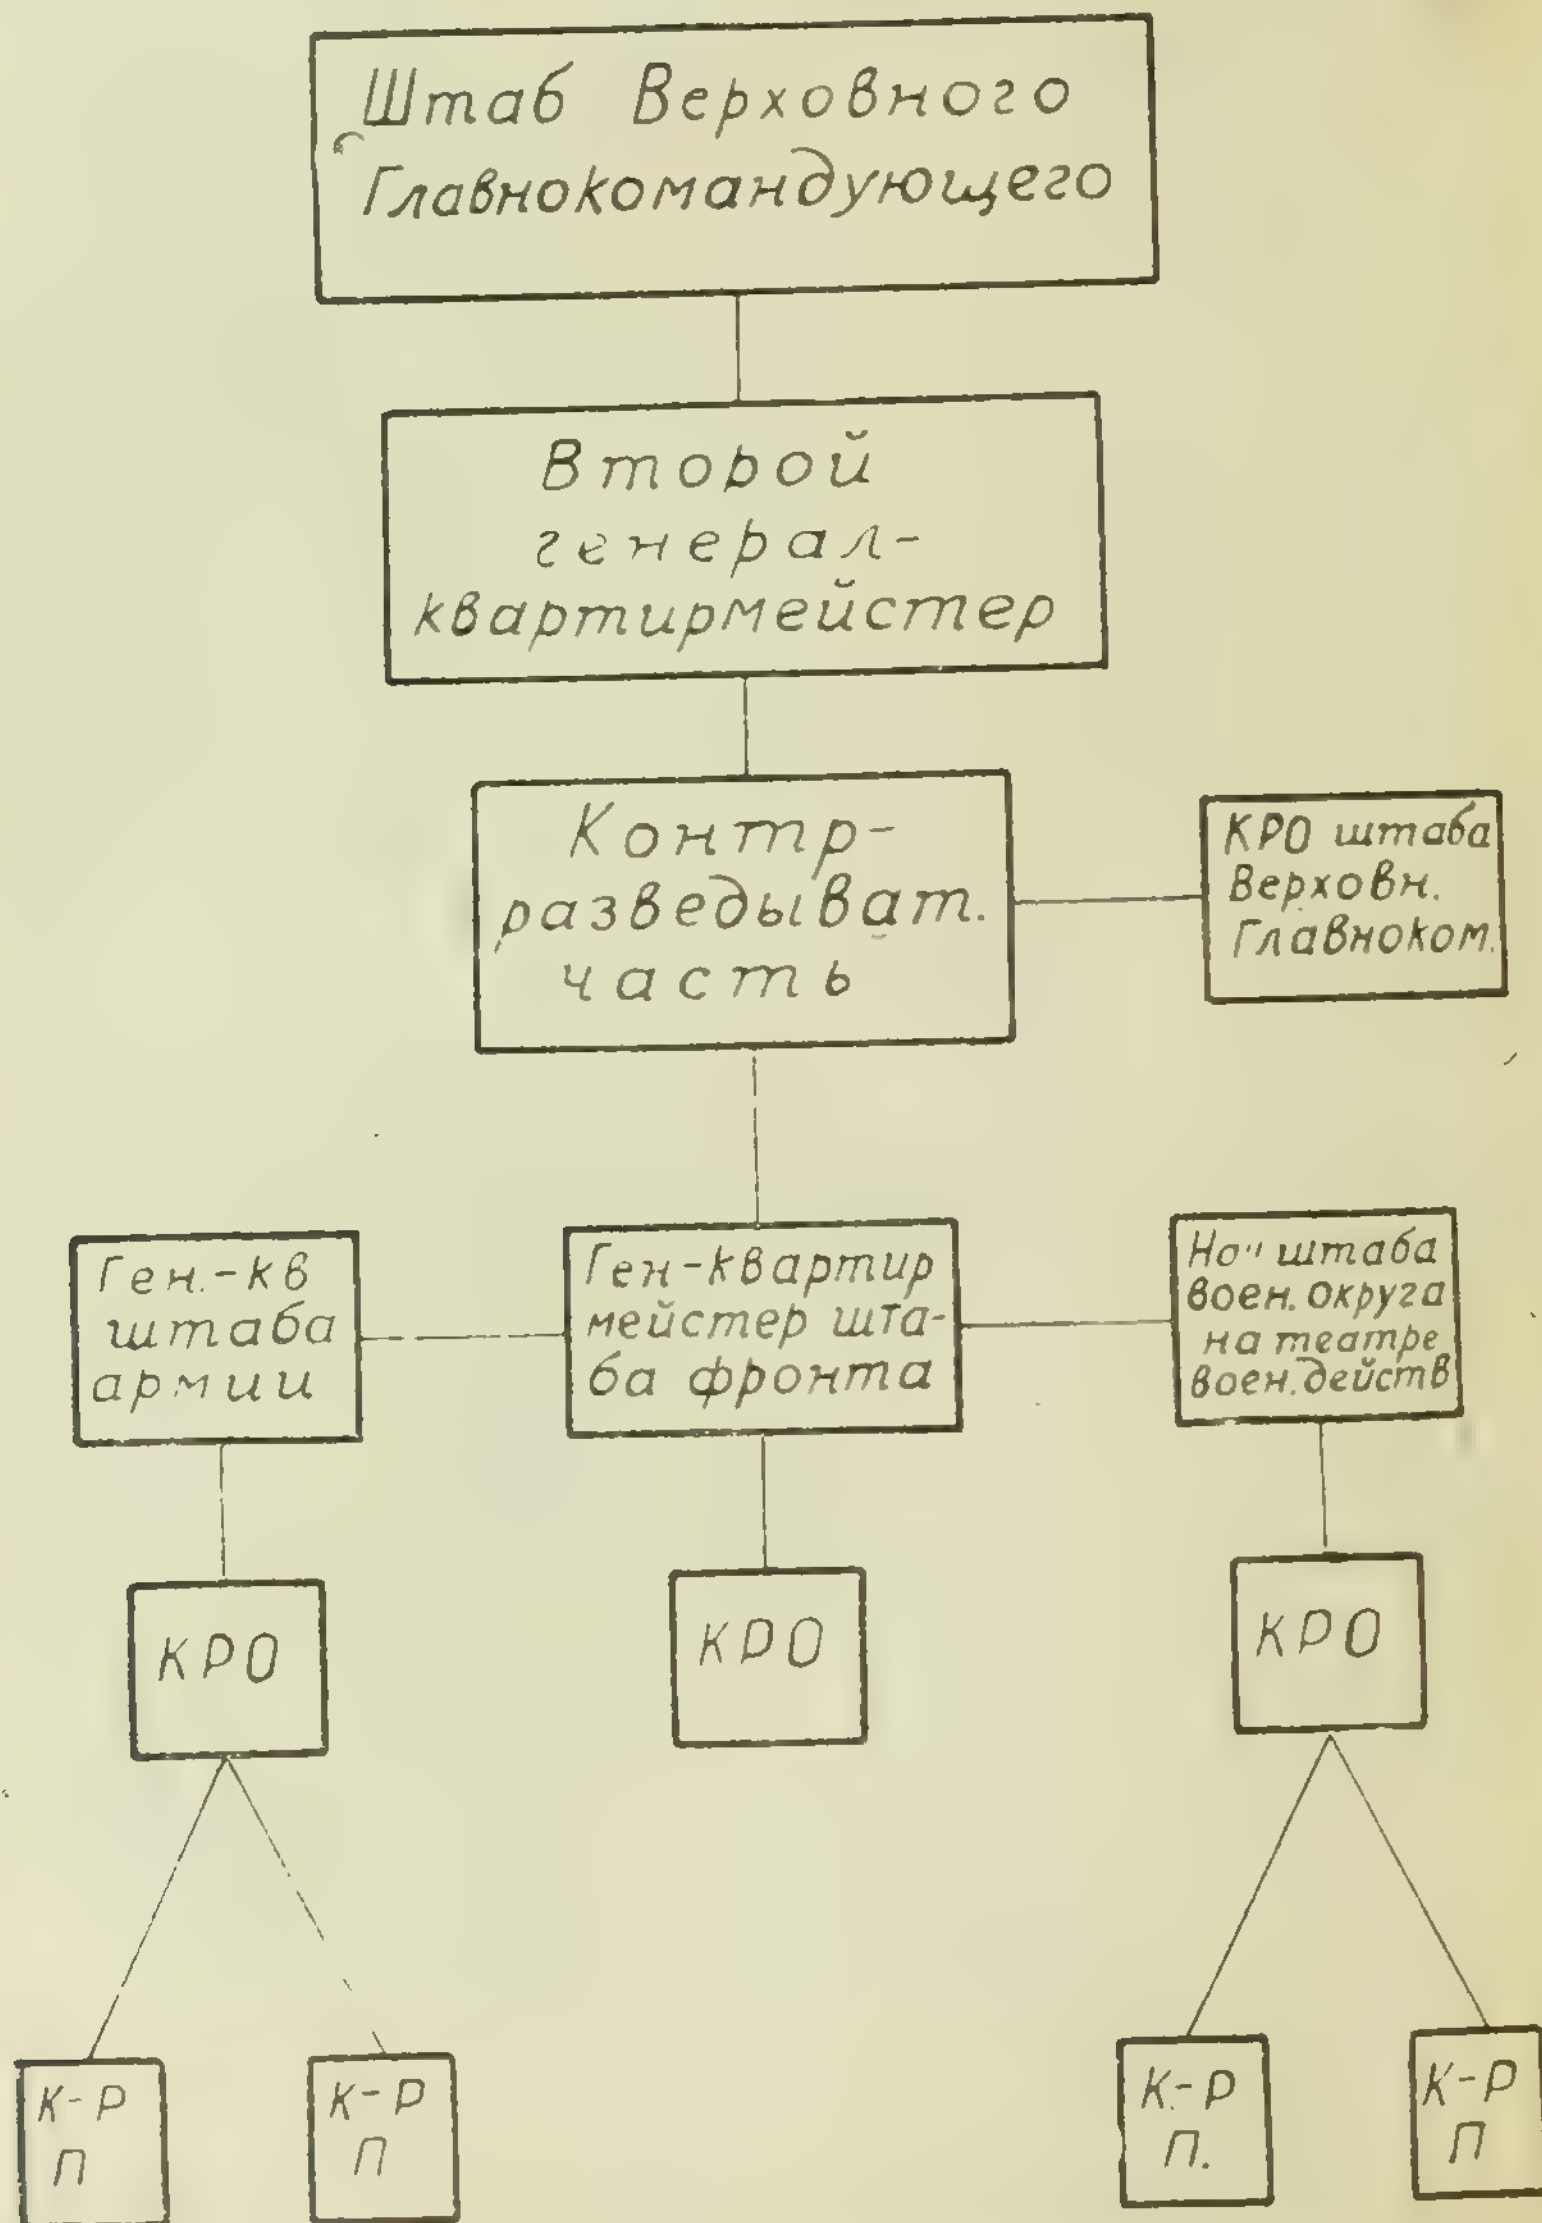 Штаб Верховного
Главнокомандующего
Второй
генерал-
квартирмейстер
Контр-
разведыват.
часть
КРО штаба
Верховн.
Главноком.
Ген.-кв
штаба
армии
Ген-квартир
мейстер шта-
ба фронта
штаба
воен. округа
на театре
воен. действ
КРО
КРО
КРО
К-Р
П
К-Р
П
К-Р
П.
К-Р
П